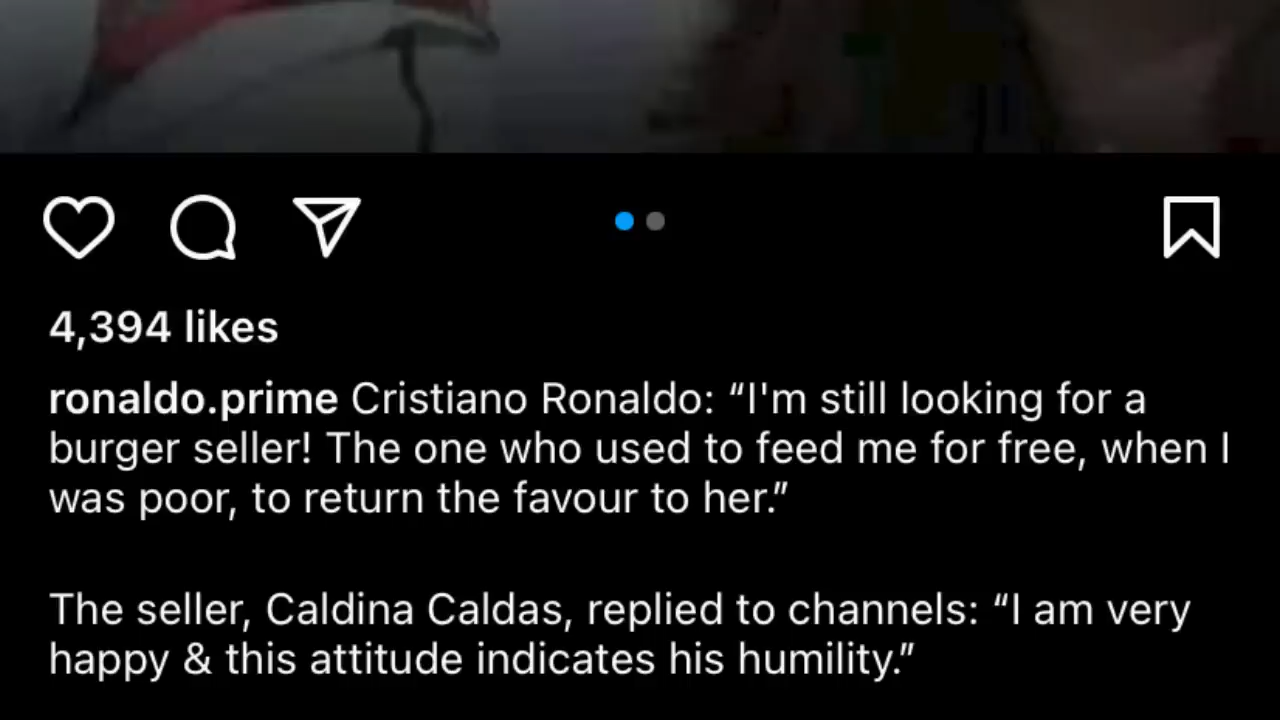 4,394 likes
ronaldo.prime Cristiano Ronaldo: “I'm still looking for a
burger seller! The one who used to feed me for free, when I
was poor, to return the favour to her.”
The seller, Caldina Caldas, replied to channels: “I am very
happy & this attitude indicates his humility.”